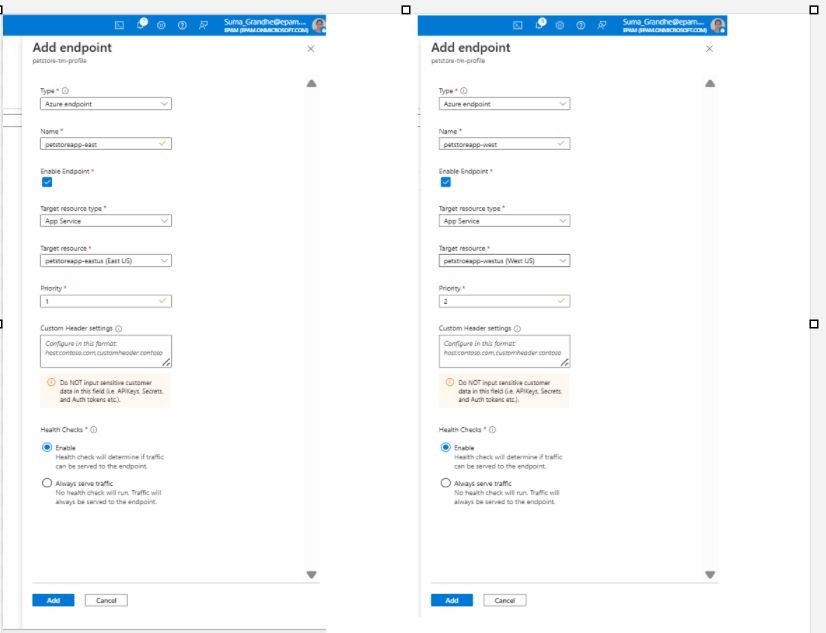 Suma_Grandhe@epam....
EPAM (EPAM.ONMICROSOFT.COM)
Add endpoint
petstore-tm-profile
Type *
Azure endpoint
Name *
petstoreapp-east
Enable Endpoint *
Target resource type *
App Service
Target resource *
petstoreapp-eastus (East US)
Priority *
1
Custom Header settings
Configure in this format:
host:contoso.com,customheader:contoso
Do NOT input sensitive customer
data in this field (i.e. APIKeys, Secrets,
and Auth tokens etc.).
Health Checks *
Enable
Health check will determine if traffic
can be served to the endpoint.
Always serve traffic
No health check will run. Traffic will
always be served to the endpoint.
Add
Cancel
Suma_Grandhe@epam....
EPAM (EPAM.ONMICROSOFT.COM)
Add endpoint
petstore-tm-profile
Type *
Azure endpoint
Name *
petstoreapp-west
Enable Endpoint *
Target resource type *
App Service
Target resource *
petstroeapp-westus (West US)
Priority *
2
Custom Header settings
Configure in this format:
host:contoso.com,customheader:contoso
Do NOT input sensitive customer
data in this field (i.e. APIKeys, Secrets,
and Auth tokens etc.).
Health Checks *
Enable
Health check will determine if traffic
can be served to the endpoint.
Always serve traffic
No health check will run. Traffic will
always be served to the endpoint.
Add
Cancel